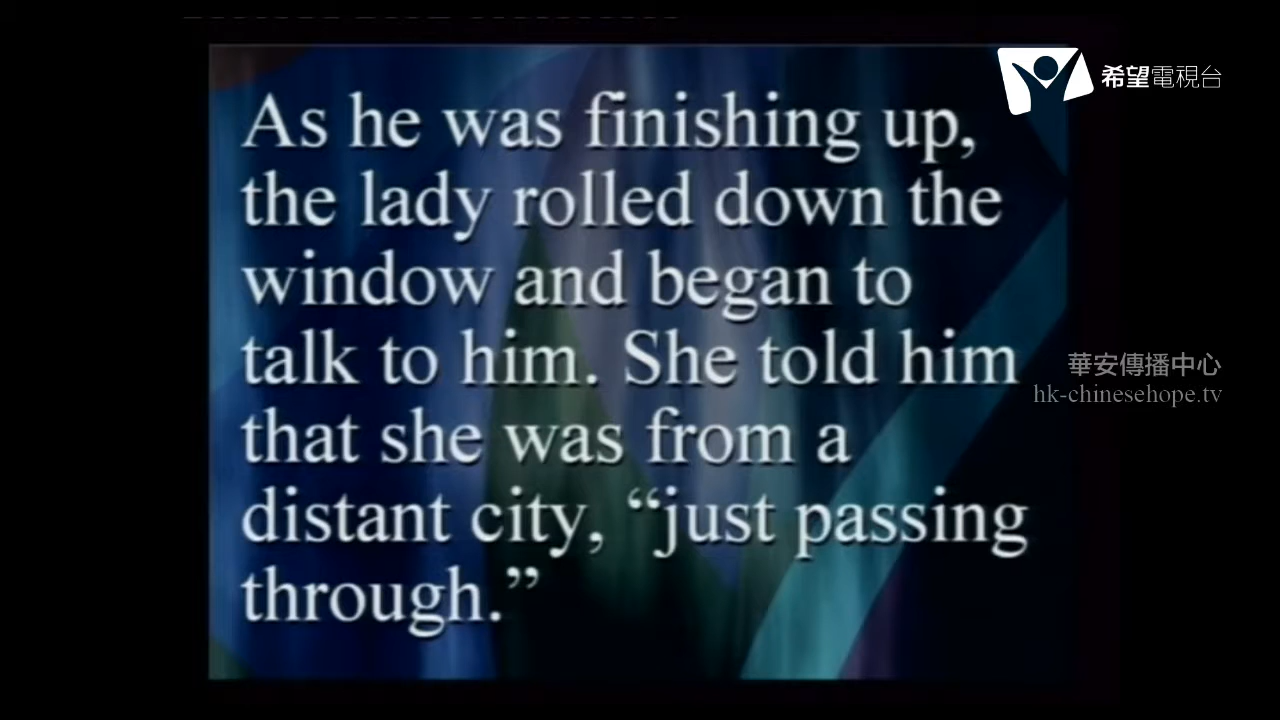 希望電視台
As he was finishing up,
the lady rolled down the
window and began to
talk to him. She told him
that she was from a
distant city, “just passing
through.”
華安傳播中心
hk-chinesehope.tv